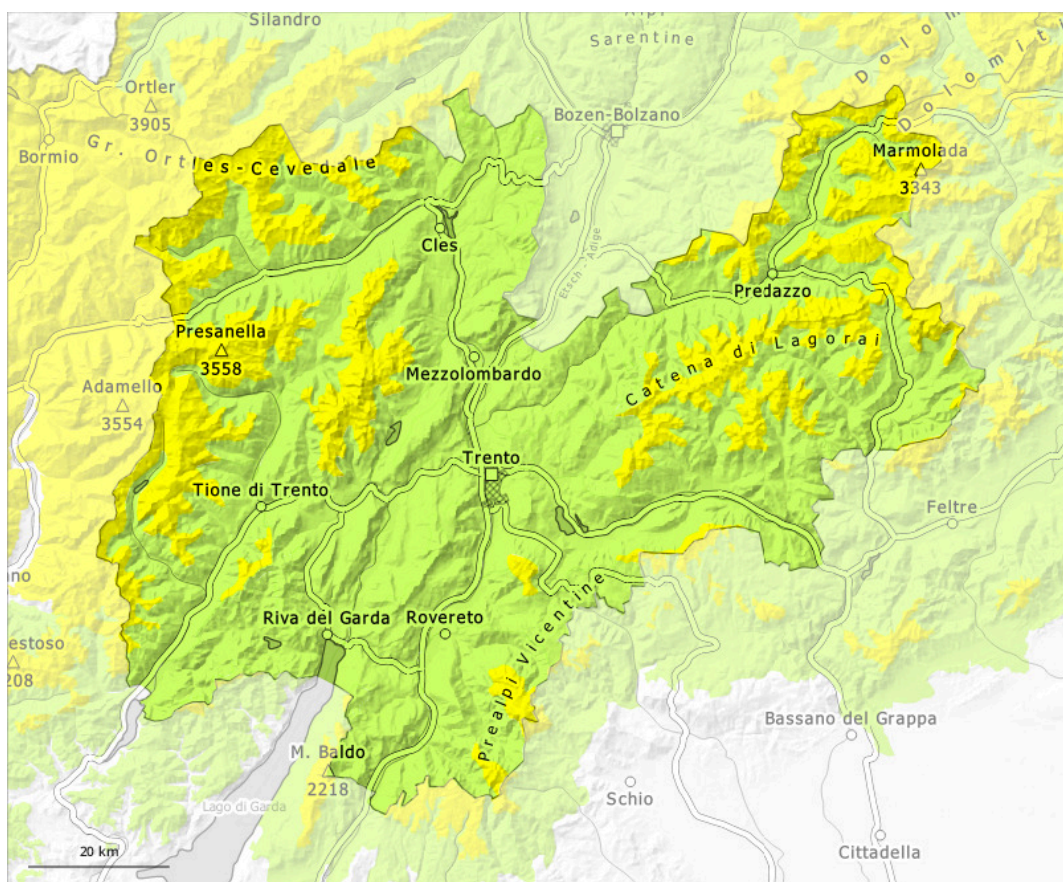 Silandro
Sarentine
Ortler
3905
Bozen-Bolzano
Bormio
Gr. Ortles-Cevedale
Marmolada
3343
Cles
Etsch - Adige
Predazzo
Presanella
3558
Catena di Lagorai
Mezzolombardo
Adamello
3554
Trento
Tione di Trento
Feltre
Riva del Garda
Rovereto
Prealpi Vicentine
Bassano del Grappa
M. Baldo
2218
Lago di Garda
Schio
Cittadella
20 km